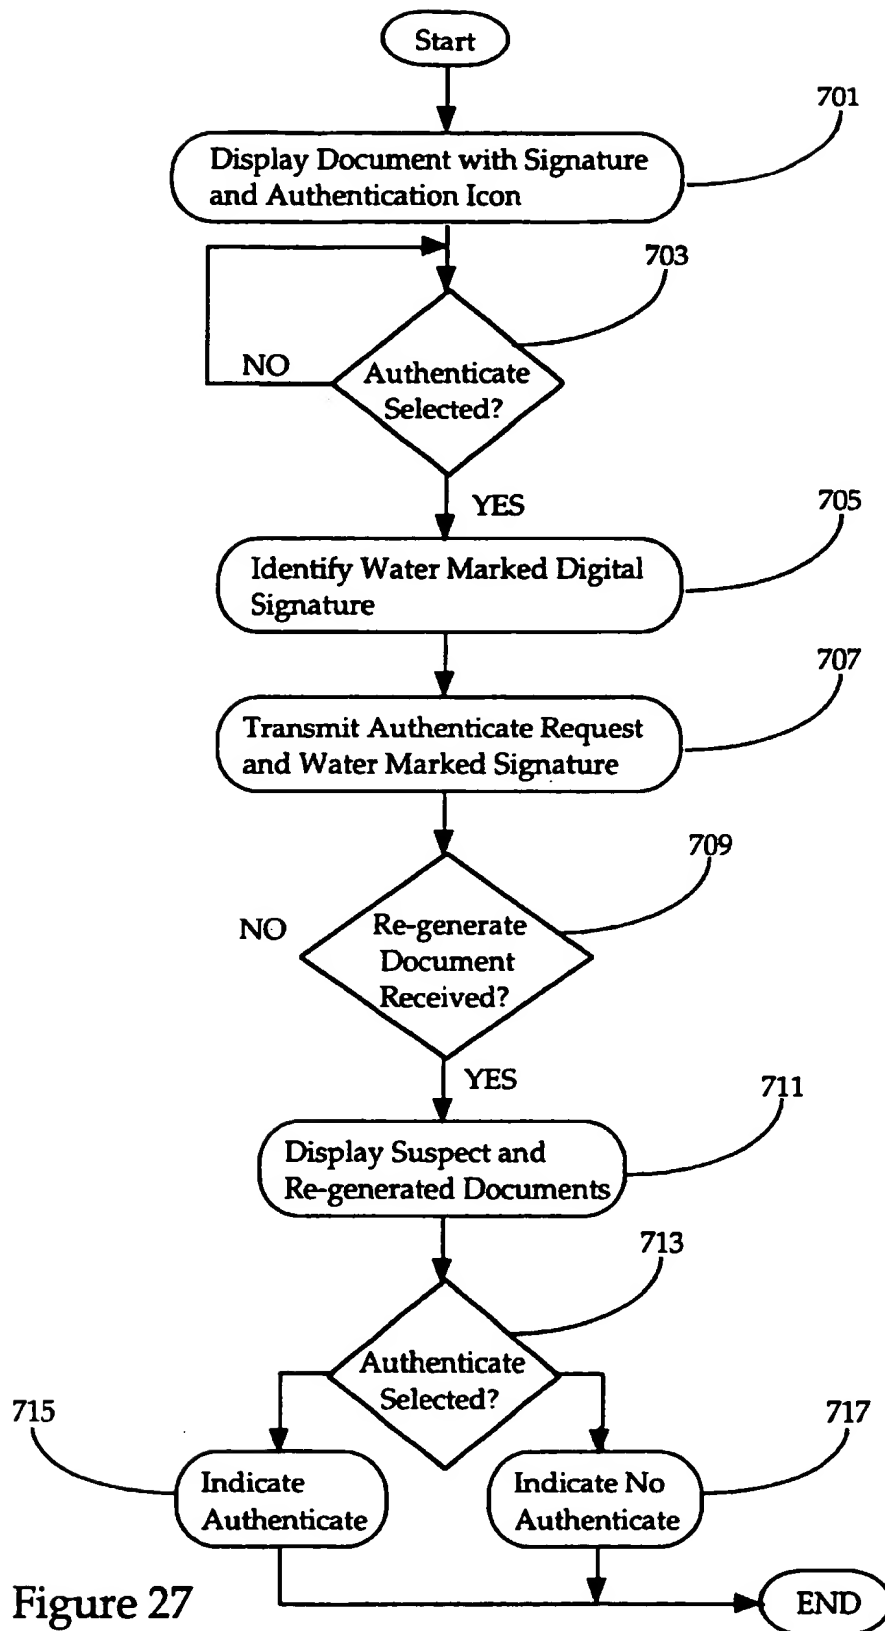 Start
701
Display Document with Signature
and Authentication Icon
703
NO
Authenticate
Selected?
YES
705
Identify Water Marked Digital
Signature
707
Transmit Authenticate Request
and Water Marked Signature
709
NO
Re-generate
Document
Received?
YES
711
Display Suspect and
Re-generated Documents
713
Authenticate
Selected?
715
717
Indicate
Authenticate
Indicate No
Authenticate
Figure 27
END